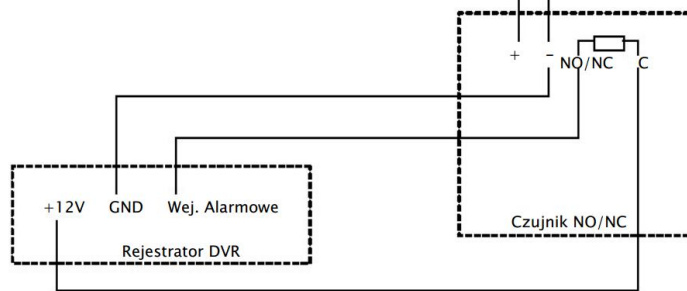 + -
NO/NC C
+12V GND Wej. Alarmowe
Czujnik NO/NC
Rejestrator DVR